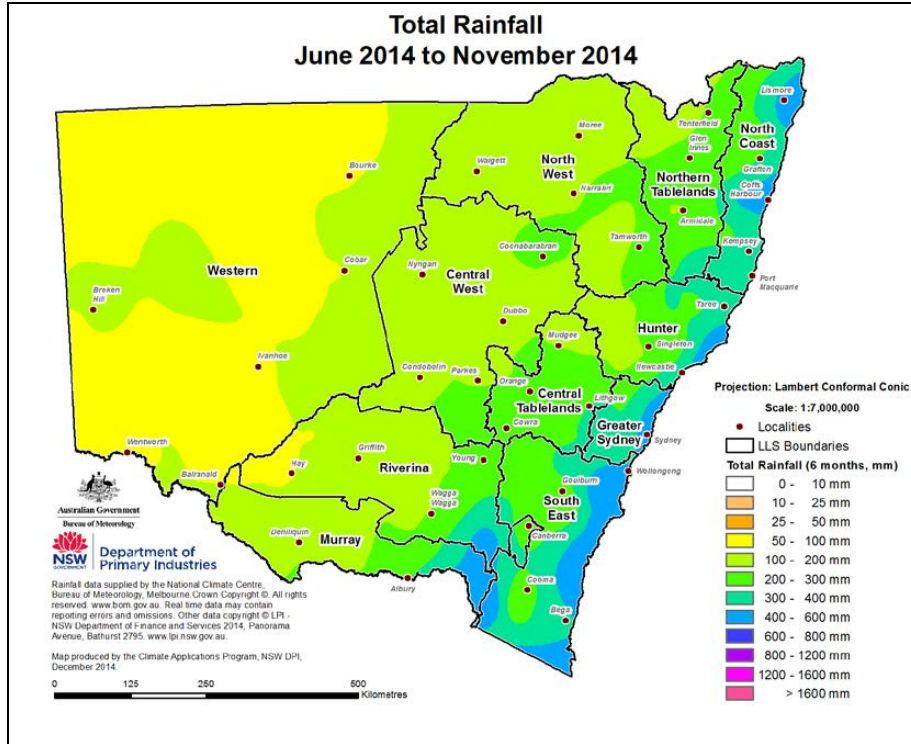 Total Rainfall
June 2014 to November 2014
Lismore
Moree
Tenterfield
North
Coast
Glen
Innes
Bourke
Walgett
North
West
Grafton
Northern
Tablelands
Coffs
Harbour
Narrabri
Armidale
Tamworth
Kempsey
Coonabarabran
Western
Cobar
Nyngan
Central
West
Port
Macquarie
Broken
Hill
Taree
Dubbo
Hunter
Mudgee
Singleton
Ivanhoe
Newcastle
Condobolin
Parkes
Orange
Central
Tablelands
Lithgow
Greater
Sydney
Cowra
Sydney
Wentworth
Griffith
Young
Wollongong
Balranald
Hay
Riverina
Goulburn
South
East
Wagga
Wagga
Deniliquin
Murray
Canberra
Albury
Cooma
Bega
Projection: Lambert Conformal Conic
Scale: 1:7,000,000
Localities
LLS Boundaries
Total Rainfall (6 months, mm)
0 - 10 mm
10 - 25 mm
25 - 50 mm
50 - 100 mm
100 - 200 mm
200 - 300 mm
300 - 400 mm
400 - 600 mm
600 - 800 mm
800 - 1200 mm
1200 - 1600 mm
> 1600 mm
Australian Government
Bureau of Meteorology
NSW
GOVERNMENT
Department of
Primary Industries
Rainfall data supplied by the National Climate Centre,
Bureau of Meteorology, Melbourne.Crown Copyright ©. All rights
reserved. www.bom.gov.au. Real time data may contain
reporting errors and omissions. Other data copyright © LPI -
NSW Department of Finance and Services 2014, Panorama
Avenue, Bathurst 2795. www.lpi.nsw.gov.au.
Map produced by the Climate Applications Program, NSW DPI,
December 2014.
0 125 250 500
Kilometres